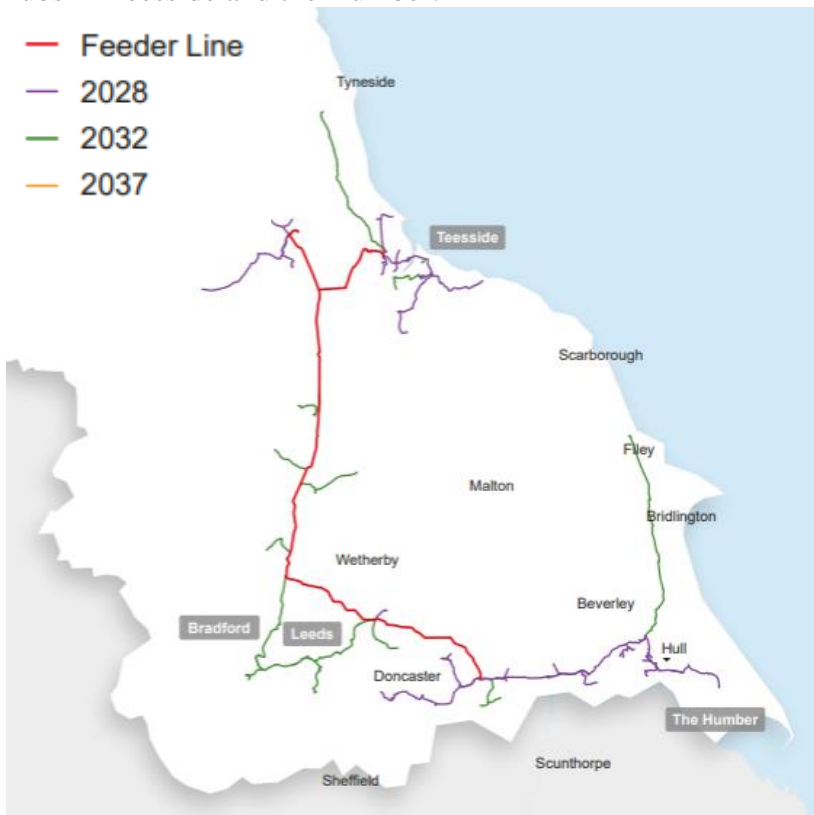 Feeder Line
2028
2032
2037
Tyneside
Teesside
Scarborough
Filey
Malton
Bridlington
Wetherby
Beverley
Bradford
Leeds
Hull
Doncaster
The Humber
Scunthorpe
Sheffield